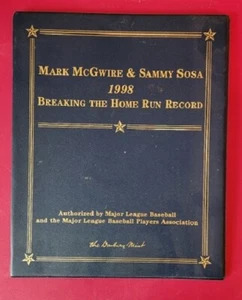 MARK MCGWIRE & SAMMY SOSA
1998
BREAKING THE HOME RUN RECORD
Authorized by Major League Baseball
and the Major League Baseball Players Association
The Danbury Mint